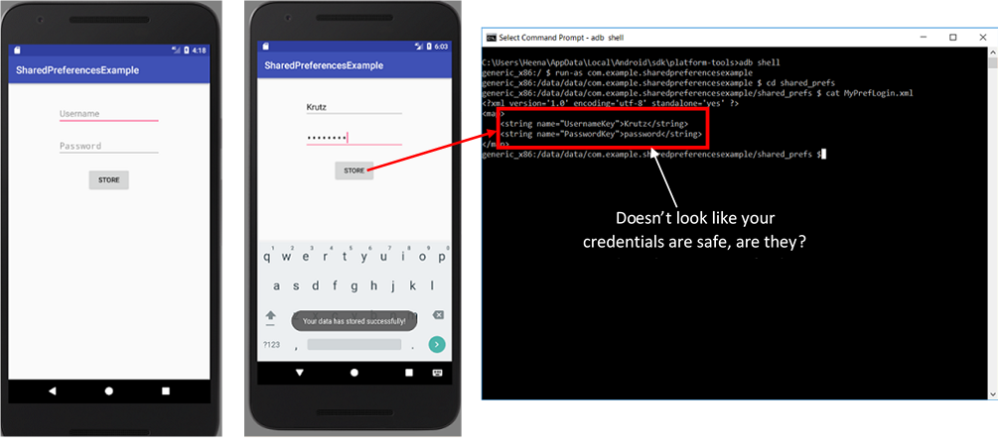 4:18
SharedPreferencesExample
Username
Password
STORE
6:03
SharedPreferencesExample
Krutz
••••••••
STORE
1 2 3 4 5 6 7 8 9 0
q w e r t y u i o p
a s d f g h j k l
Your data has stored successfully!
?123 , .
Select Command Prompt - adb shell
C:\Users\Heena\AppData\Local\Android\sdk\platform-tools>adb shell
generic_x86:/ $ run-as com.example.sharedpreferencesexample
generic_x86:/data/data/com.example.sharedpreferencesexample $ cd shared_prefs
generic_x86:/data/data/com.example.sharedpreferencesexample/shared_prefs $ cat MyPrefLogin.xml
<?xml version='1.0' encoding='utf-8' standalone='yes' ?>
<map>
<string name="UsernameKey">Krutz</string>
<string name="PasswordKey">password</string>
</map>
generic_x86:/data/data/com.example.sharedpreferencesexample/shared_prefs $
Doesn't look like your
credentials are safe, are they?